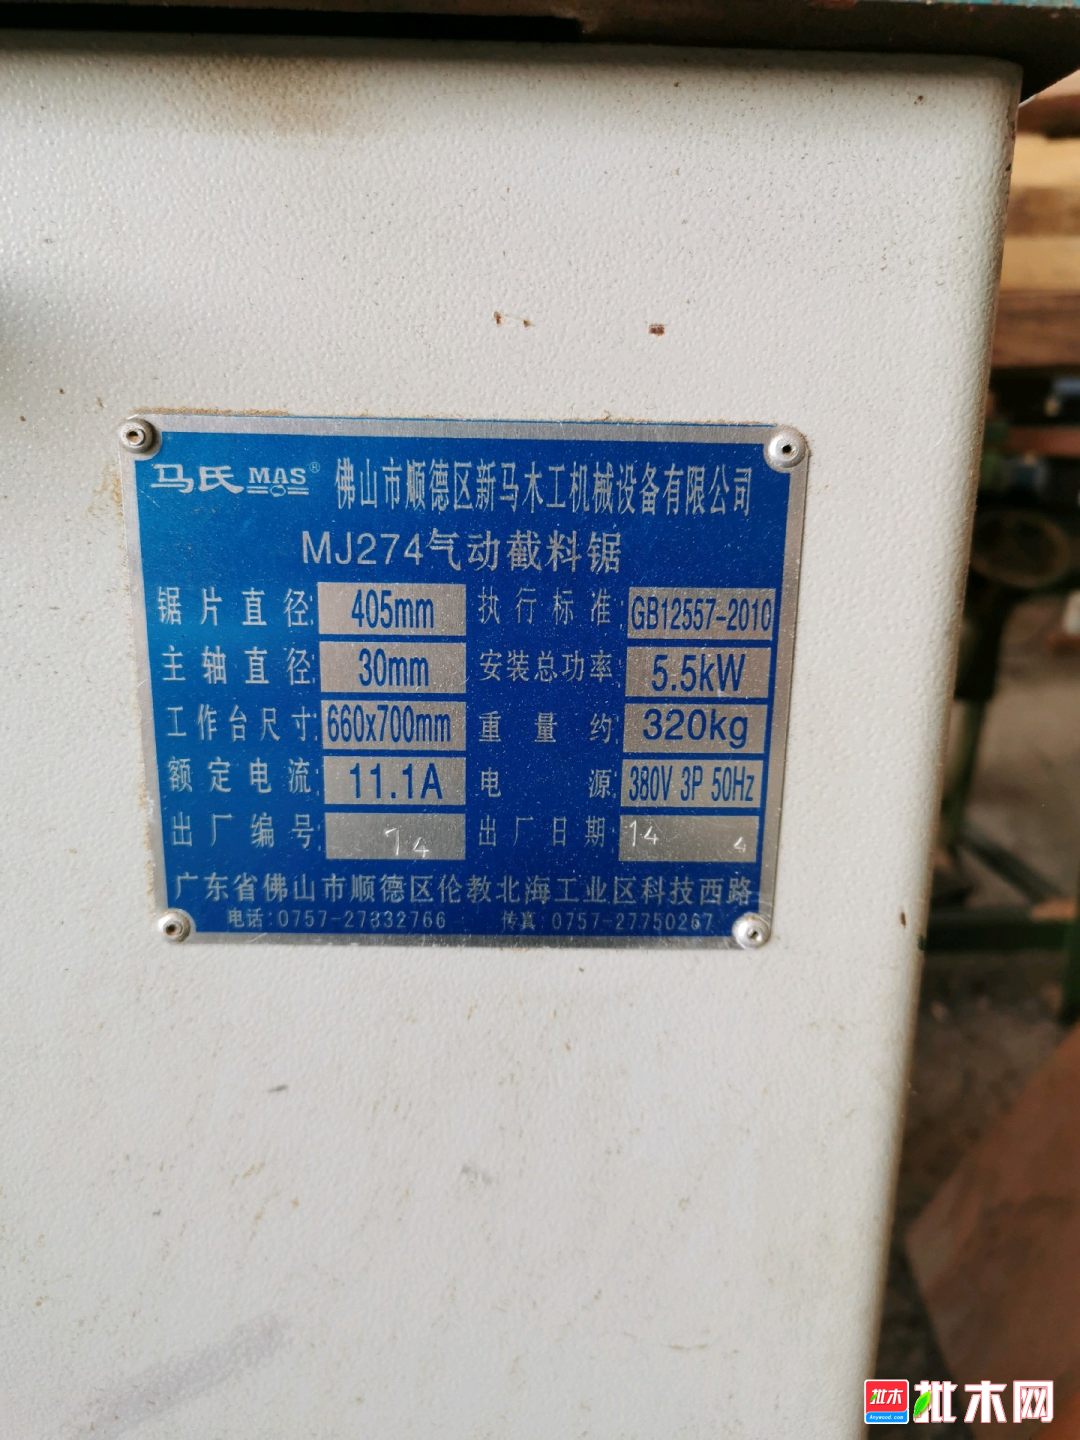 马氏 MAS® 佛山市顺德区新马木工机械设备有限公司
MJ274气动截料锯
锯片直径: 405mm 执行标准: GB12557-2010
主轴直径: 30mm 安装总功率: 5.5kW
工作台尺寸: 660x700mm 重量约: 320kg
额定电流: 11.1A 电源: 380V 3P 50Hz
出厂编号: 74 出厂日期: 14 4
广东省佛山市顺德区伦教北海工业区科技西路
电话: 0757-27832766 传真: 0757-27750267
批木 批木网
Anywood.com